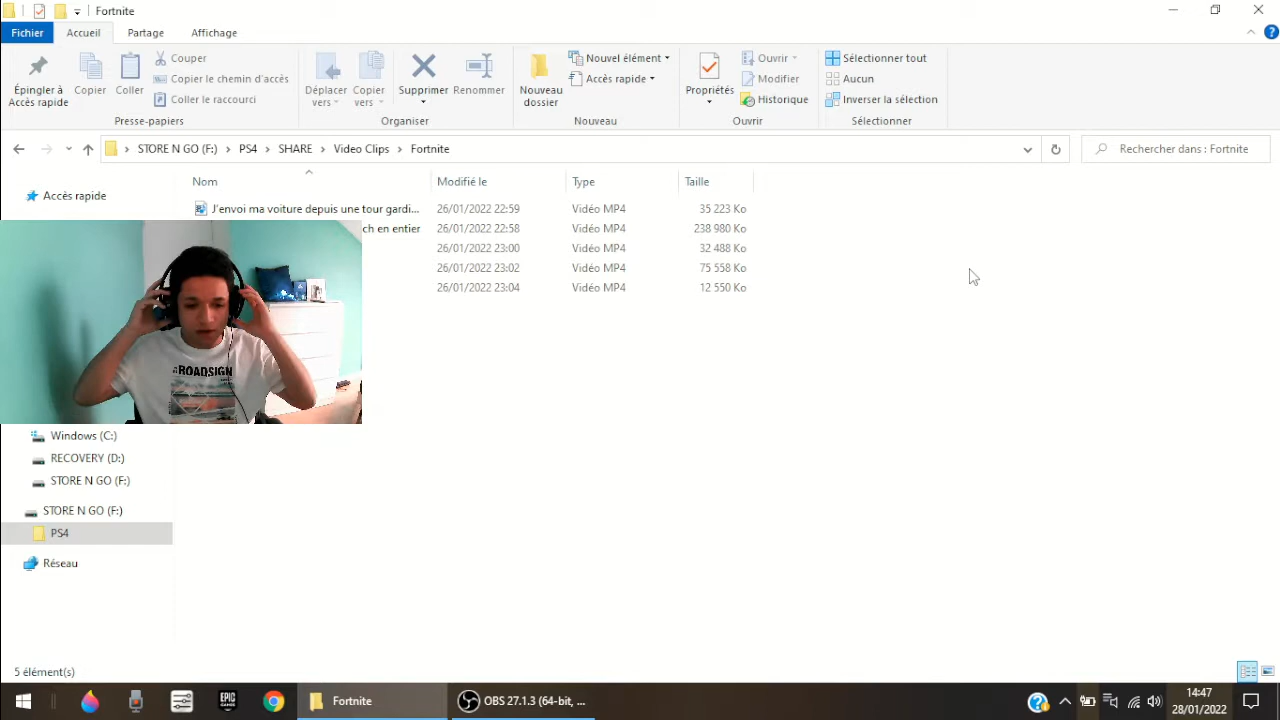 Fortnite
Fichier Accueil Partage Affichage
Épingler à Accès rapide
Copier
Coller
Couper
Copier le chemin d'accès
Coller le raccourci
Presse-papiers
Déplacer vers
Copier vers
Supprimer
Renommer
Organiser
Nouveau dossier
Nouvel élément
Accès rapide
Nouveau
Propriétés
Ouvrir
Modifier
Historique
Ouvrir
Sélectionner tout
Aucun
Inverser la sélection
Sélectionner
STORE N GO (F:) › PS4 › SHARE › Video Clips › Fortnite
Rechercher dans : Fortnite
Nom Modifié le Type Taille
Accès rapide
J'envoi ma voiture depuis une tour gardi... 26/01/2022 22:59 Vidéo MP4 35 223 Ko
ch en entier 26/01/2022 22:58 Vidéo MP4 238 980 Ko
26/01/2022 23:00 Vidéo MP4 32 488 Ko
26/01/2022 23:02 Vidéo MP4 75 558 Ko
26/01/2022 23:04 Vidéo MP4 12 550 Ko
ROADSIGN
Windows (C:)
RECOVERY (D:)
STORE N GO (F:)
STORE N GO (F:)
PS4
Réseau
5 élément(s)
EPIC GAMES
Fortnite
OBS 27.1.3 (64-bit, ...
14:47
28/01/2022